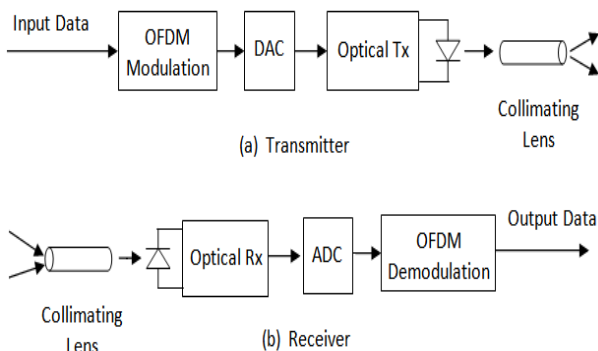 Input Data
OFDM
Modulation
DAC
Optical Tx
Collimating
Lens
(a) Transmitter
Optical Rx
ADC
OFDM
Demodulation
Output Data
Collimating
Lens
(b) Receiver